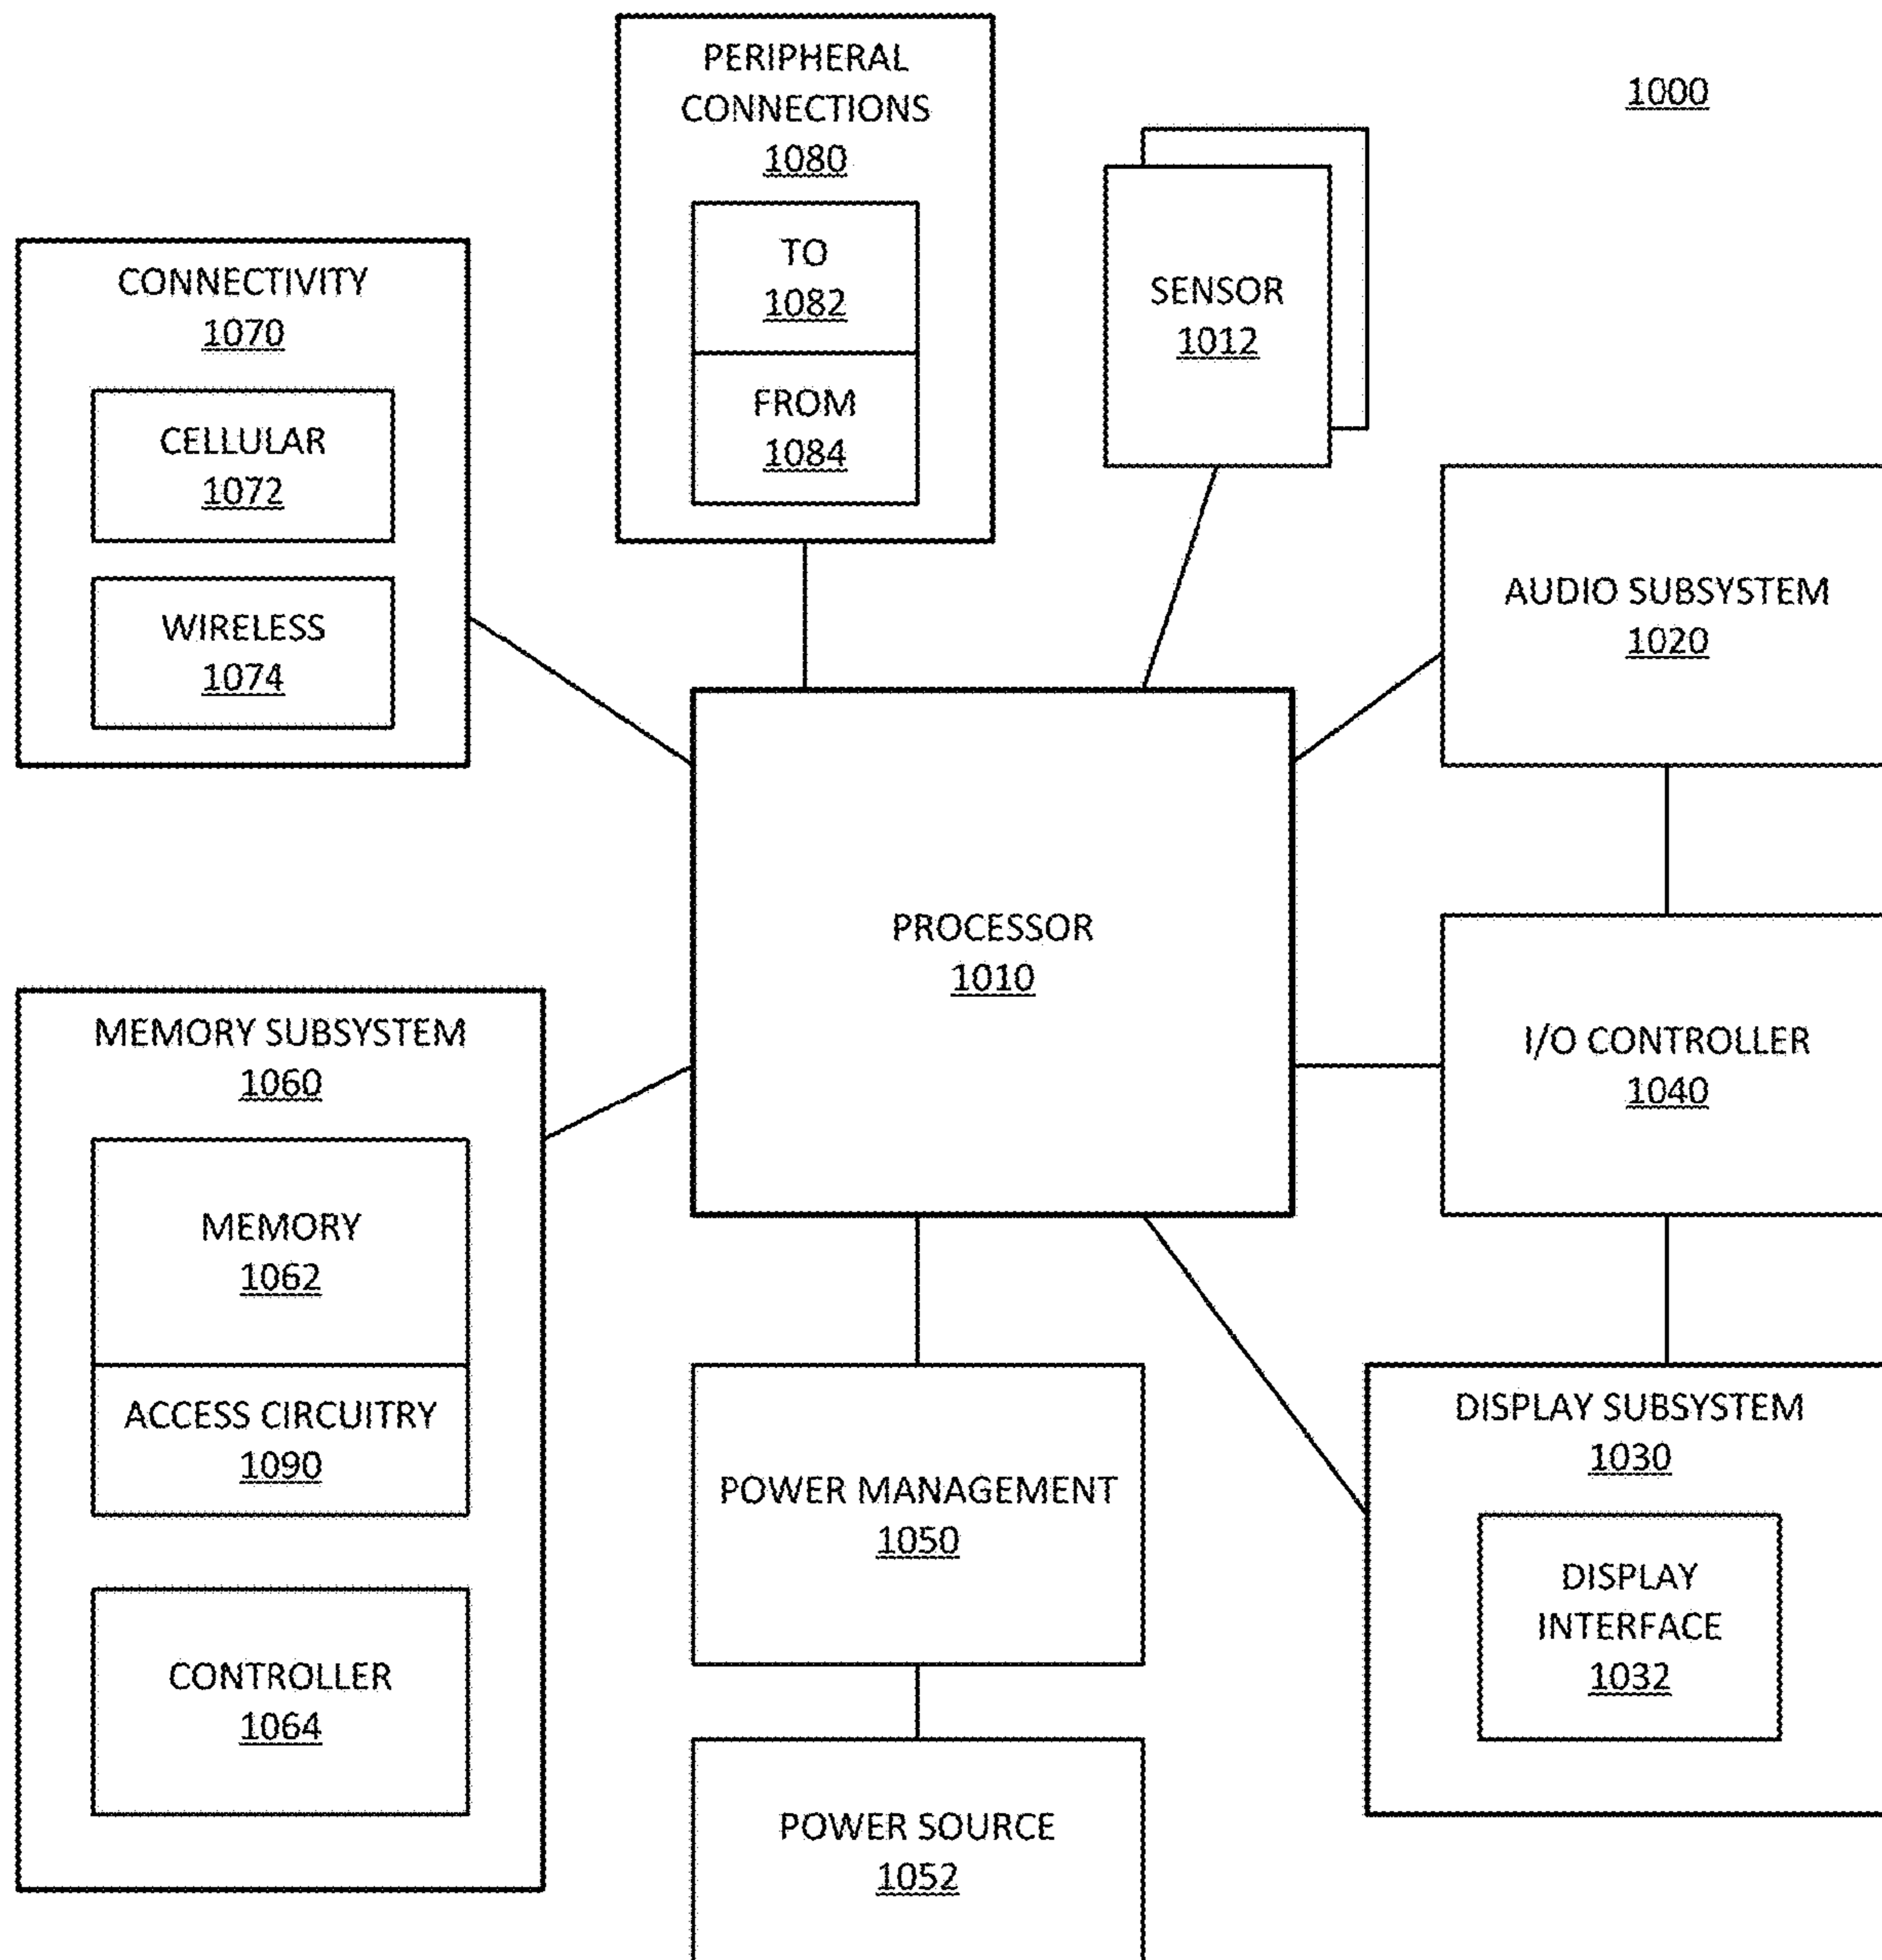 PERIPHERAL
CONNECTIONS
1080
TO
1082
FROM
1084
1000
SENSOR
1012
CONNECTIVITY
1070
CELLULAR
1072
WIRELESS
1074
AUDIO SUBSYSTEM
1020
PROCESSOR
1010
I/O CONTROLLER
1040
MEMORY SUBSYSTEM
1060
MEMORY
1062
ACCESS CIRCUITRY
1090
CONTROLLER
1064
POWER MANAGEMENT
1050
POWER SOURCE
1052
DISPLAY SUBSYSTEM
1030
DISPLAY
INTERFACE
1032